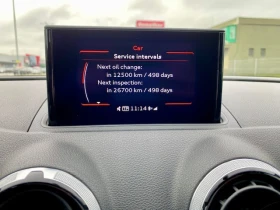 Car
Service intervals
Next oil change:
in 12500 km / 498 days
Next inspection:
in 26700 km / 498 days
11:14